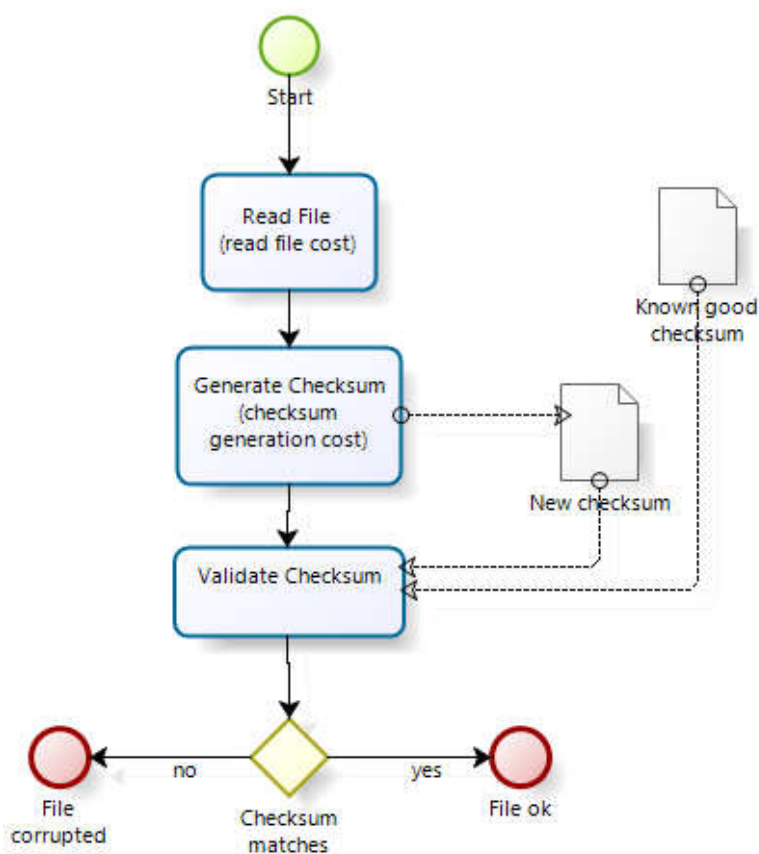 Start
Read File
(read file cost)
Known good
checksum
Generate Checksum
(checksum
generation cost)
New checksum
Validate Checksum
no
yes
File
corrupted
Checksum
matches
File ok